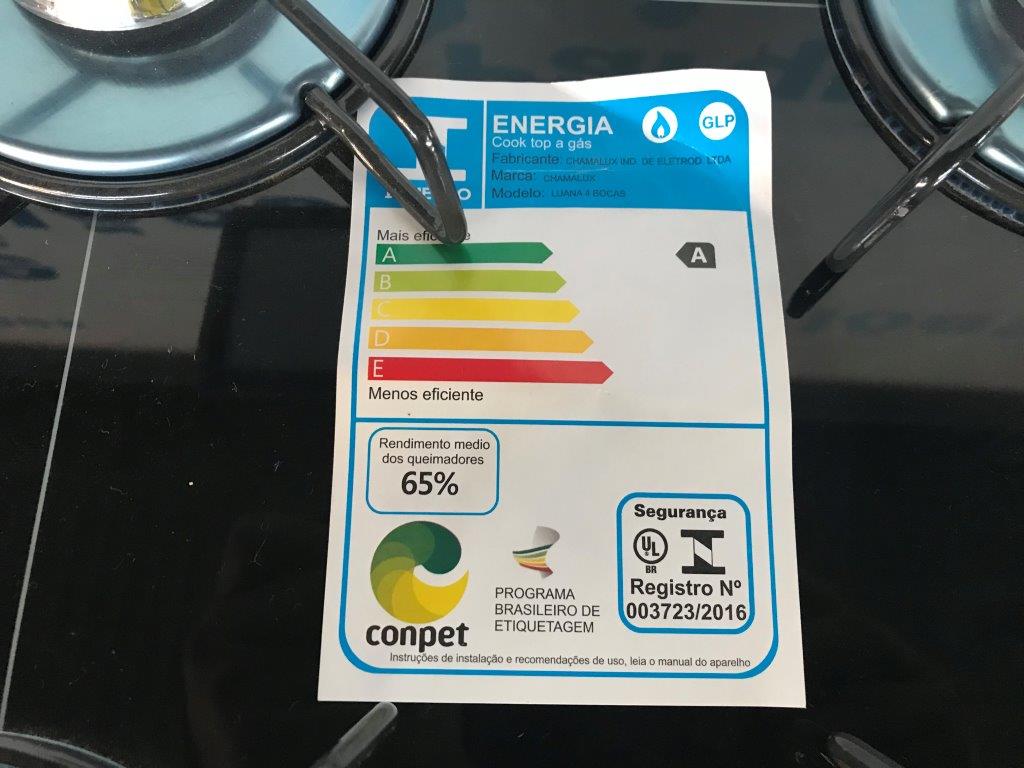 ENERGIA
GLP
Cook top a gás
Fabricante: CHAMALUX IND. DE ELETROD. LTDA
Marca: CHAMALUX
Modelo: LUANA 4 BOCAS
Mais
A
A
B
C
D
E
Menos eficiente
Rendimento medio
dos queimadores
65%
Segurança
UL
BR
Registro Nº
003723/2016
conpet
PROGRAMA
BRASILEIRO DE
ETIQUETAGEM
Instruções de instalação e recomendações de uso, leia o manual do aparelho